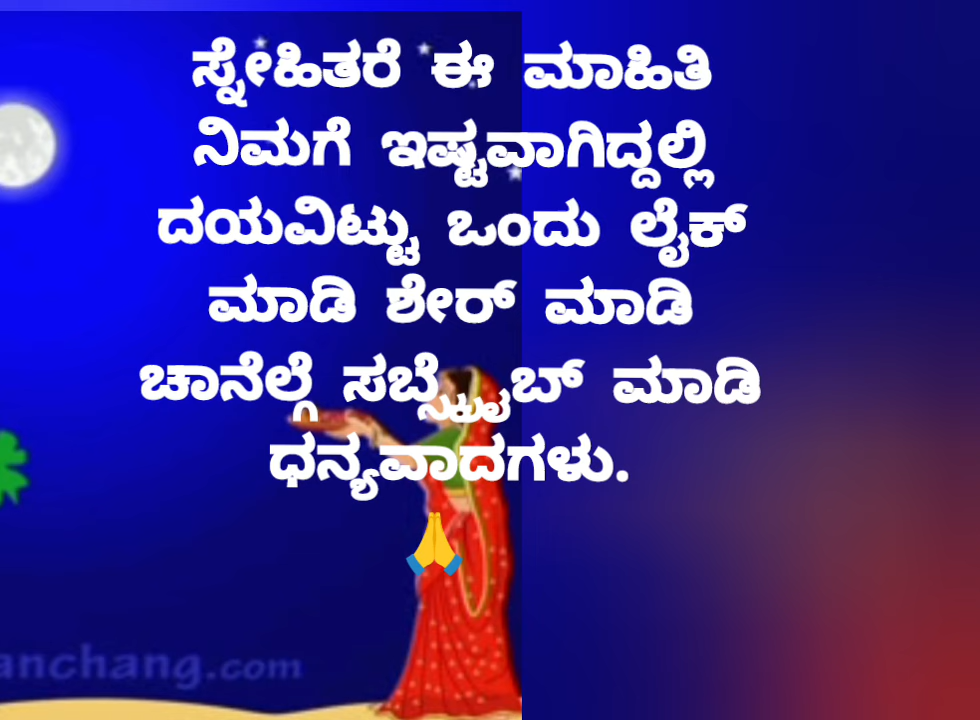 ಸ್ನೇಹಿತರೆ ಈ ಮಾಹಿತಿ
ನಿಮಗೆ ಇಷ್ಟವಾಗಿದ್ದಲ್ಲಿ
ದಯವಿಟ್ಟು ಒಂದು ಲೈಕ್
ಮಾಡಿ ಶೇರ್ ಮಾಡಿ
ಚಾನೆಲ್ಗೆ ಮಾಡಿ
ಧನ್ಯವಾದಗಳು.
🙏
anchang.com